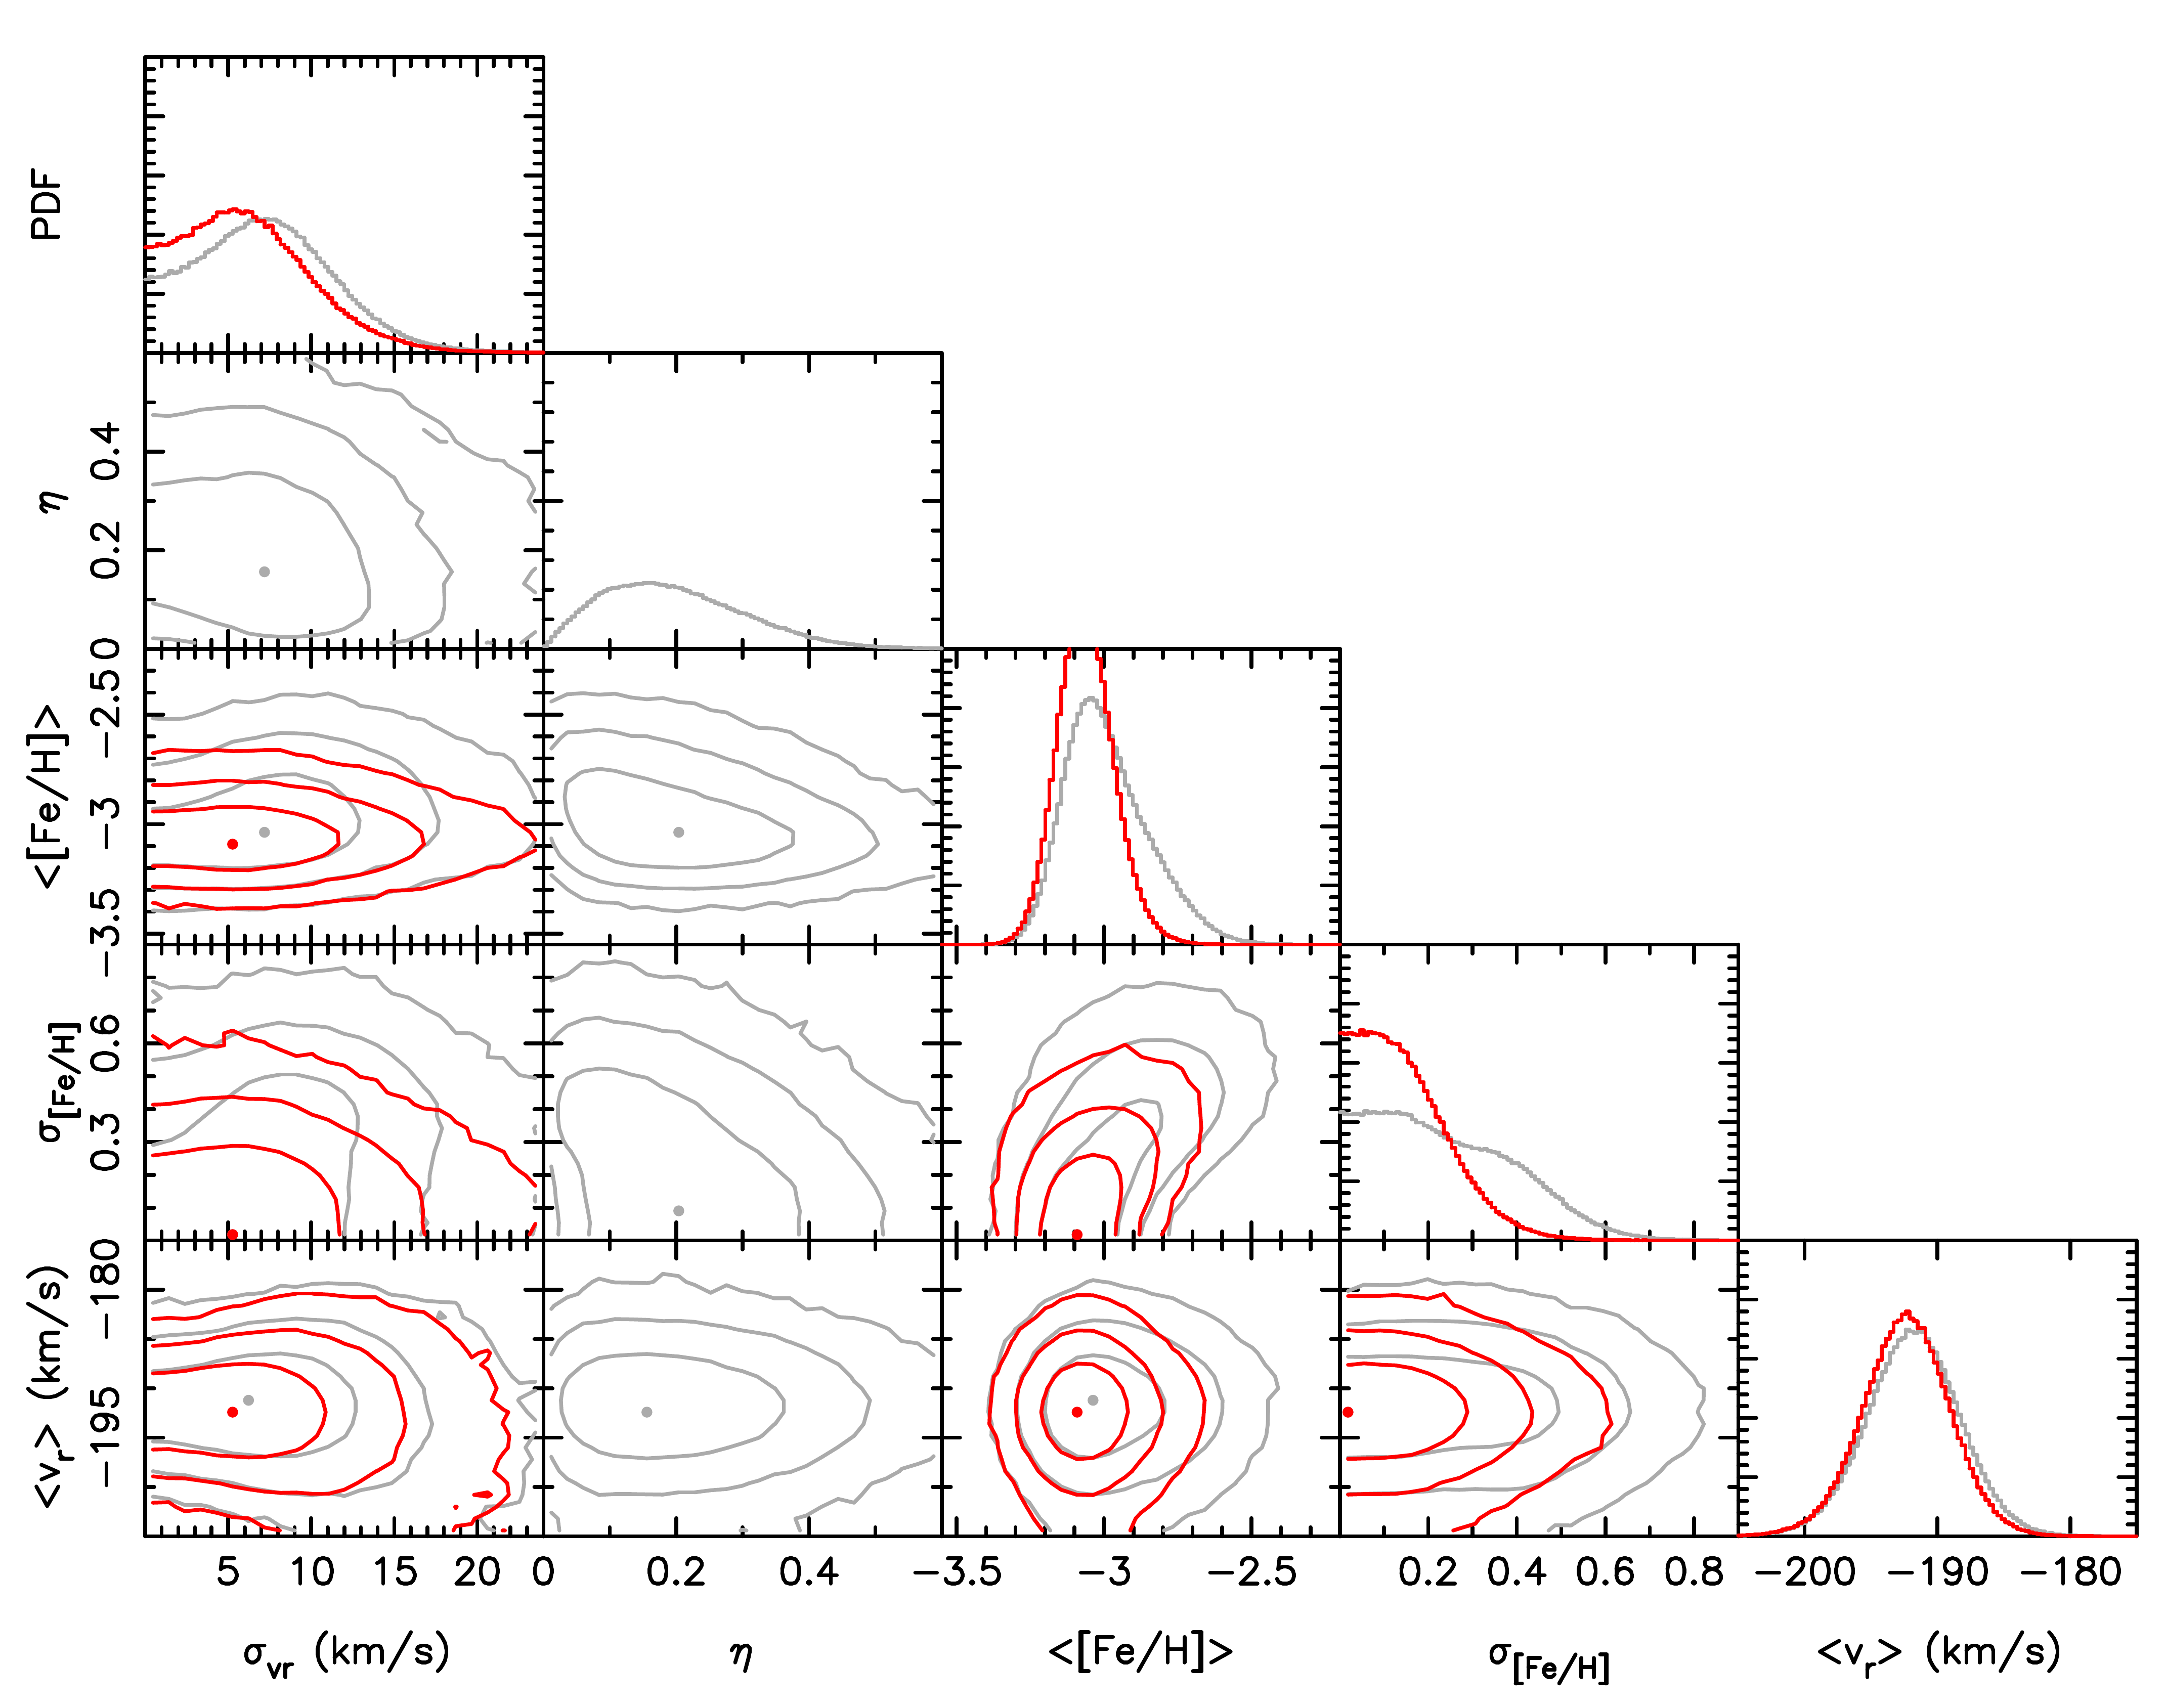 PDF
η
0 0.2 0.4
<[Fe/H]>
−3.5 −3 −2.5
σ[Fe/H]
0.3 0.6
<vr> (km/s)
−195 −180
5 10 15 20 0 0.2 0.4 −3.5 −3 −2.5 0.2 0.4 0.6 0.8 −200 −190 −180
σvr (km/s) η <[Fe/H]> σ[Fe/H] <vr> (km/s)